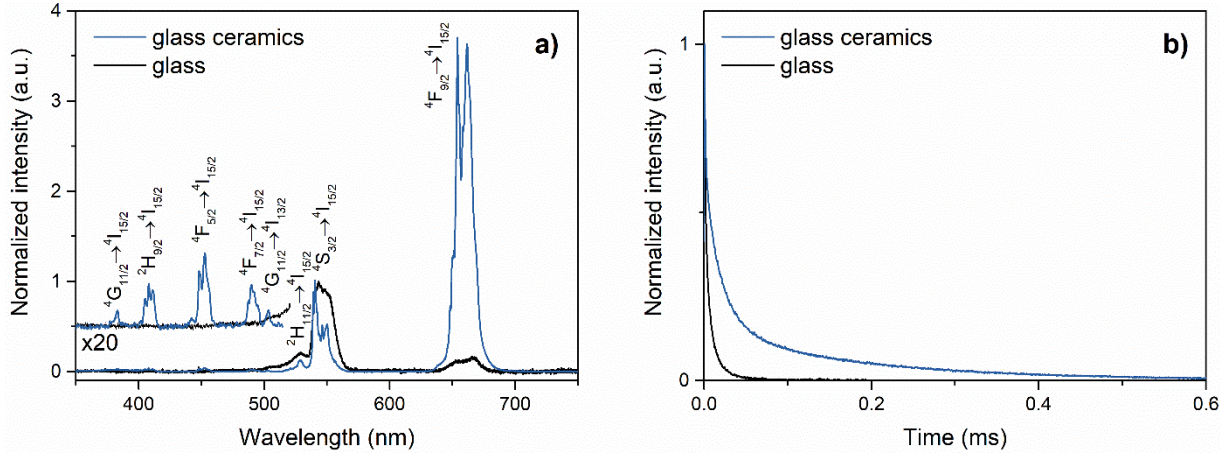 Normalized intensity (a.u.)
4
3
2
1
0
glass ceramics
glass
a)
⁴G₁₁/₂→⁴I₁₅/₂
²H₉/₂→⁴I₁₅/₂
⁴F₅/₂→⁴I₁₅/₂
⁴F₇/₂→⁴I₁₅/₂
⁴G₁₁/₂→⁴I₁₃/₂
²H₁₁/₂→⁴I₁₅/₂
⁴S₃/₂→⁴I₁₅/₂
⁴F₉/₂→⁴I₁₅/₂
x20
400 500 600 700
Wavelength (nm)
Normalized intensity (a.u.)
1
0
glass ceramics
glass
b)
0.0 0.2 0.4 0.6
Time (ms)